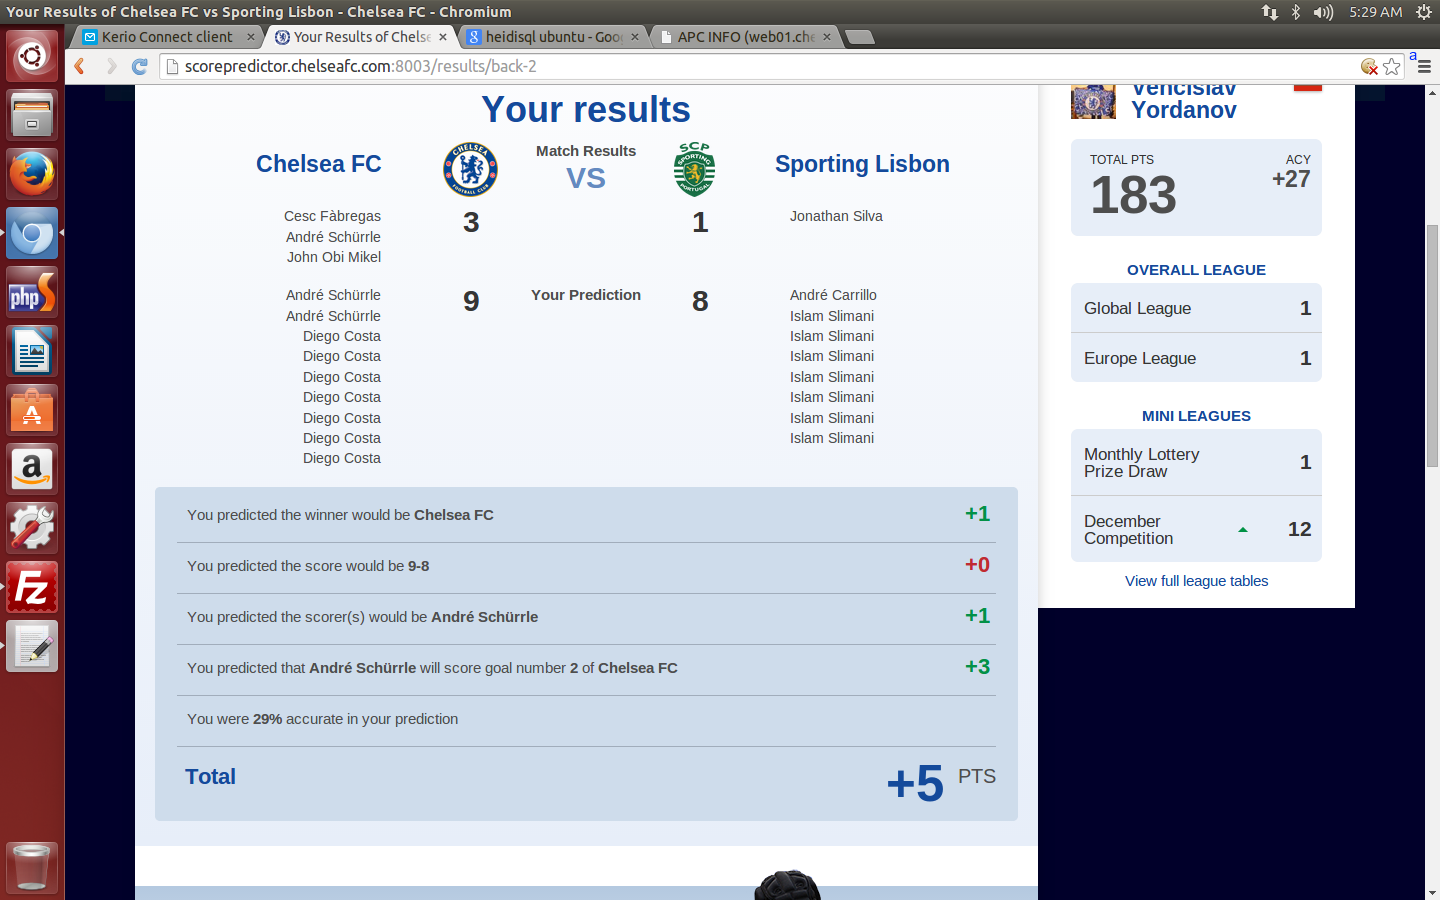 Your Results of Chelsea FC vs Sporting Lisbon - Chelsea FC - Chromium
5:29 AM
Kerio Connect client
Your Results of Chelse
heidisql ubuntu - Goo
APC INFO (web01.che
scorepredictor.chelseafc.com:8003/results/back-2
a
Your results
Chelsea FC
CHELSEA
FOOTBALL CLUB
Match Results
VS
SCP
SPORTING
PORTUGAL
Sporting Lisbon
Cesc Fàbregas
André Schürrle
John Obi Mikel
3
1
Jonathan Silva
André Schürrle
André Schürrle
Diego Costa
Diego Costa
Diego Costa
Diego Costa
Diego Costa
Diego Costa
Diego Costa
9
Your Prediction
8
André Carrillo
Islam Slimani
Islam Slimani
Islam Slimani
Islam Slimani
Islam Slimani
Islam Slimani
Islam Slimani
You predicted the winner would be Chelsea FC +1
You predicted the score would be 9-8 +0
You predicted the scorer(s) would be André Schürrle +1
You predicted that André Schürrle will score goal number 2 of Chelsea FC +3
You were 29% accurate in your prediction
Total +5 PTS
Vencislav
Yordanov
TOTAL PTS ACY
183 +27
OVERALL LEAGUE
Global League 1
Europe League 1
MINI LEAGUES
Monthly Lottery
Prize Draw 1
December
Competition 12
View full league tables
php
S
A
a
Fz